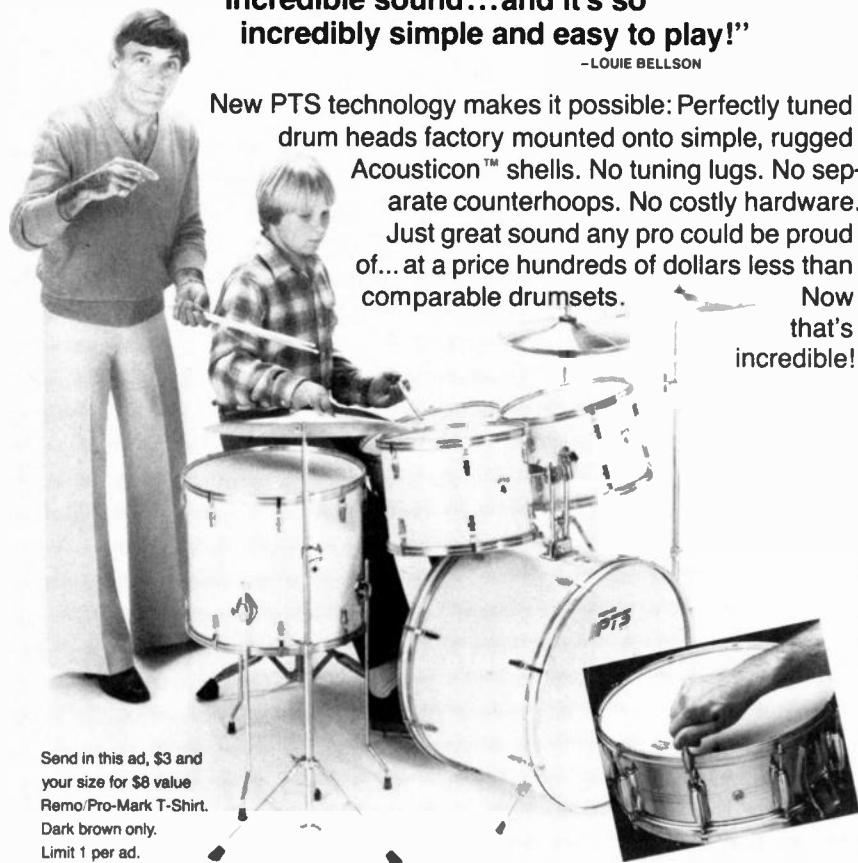 incredible sound...and it's so
incredibly simple and easy to play!"
–LOUIE BELLSON
New PTS technology makes it possible: Perfectly tuned
drum heads factory mounted onto simple, rugged
Acousticon™ shells. No tuning lugs. No sep-
arate counterhoops. No costly hardware.
Just great sound any pro could be proud
of... at a price hundreds of dollars less than
comparable drumsets. Now
that's
incredible!
PTS
Send in this ad, $3 and
your size for $8 value
Remo/Pro-Mark T-Shirt.
Dark brown only.
Limit 1 per ad.